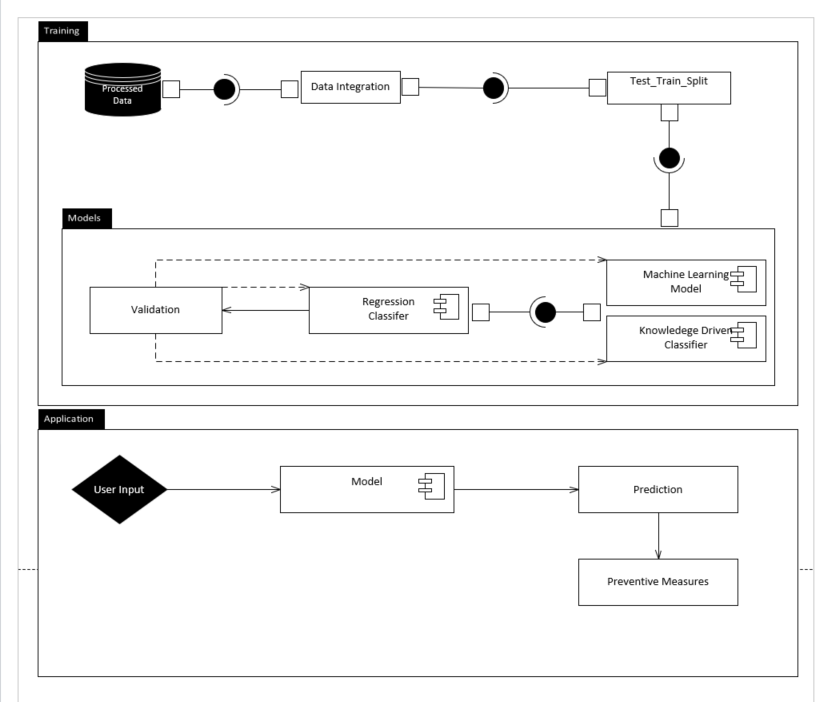 Training
Processed
Data
Data Integration
Test_Train_Split
Models
Validation
Regression
Classifer
Machine Learning
Model
Knowledege Driven
Classifier
Application
User Input
Model
Prediction
Preventive Measures